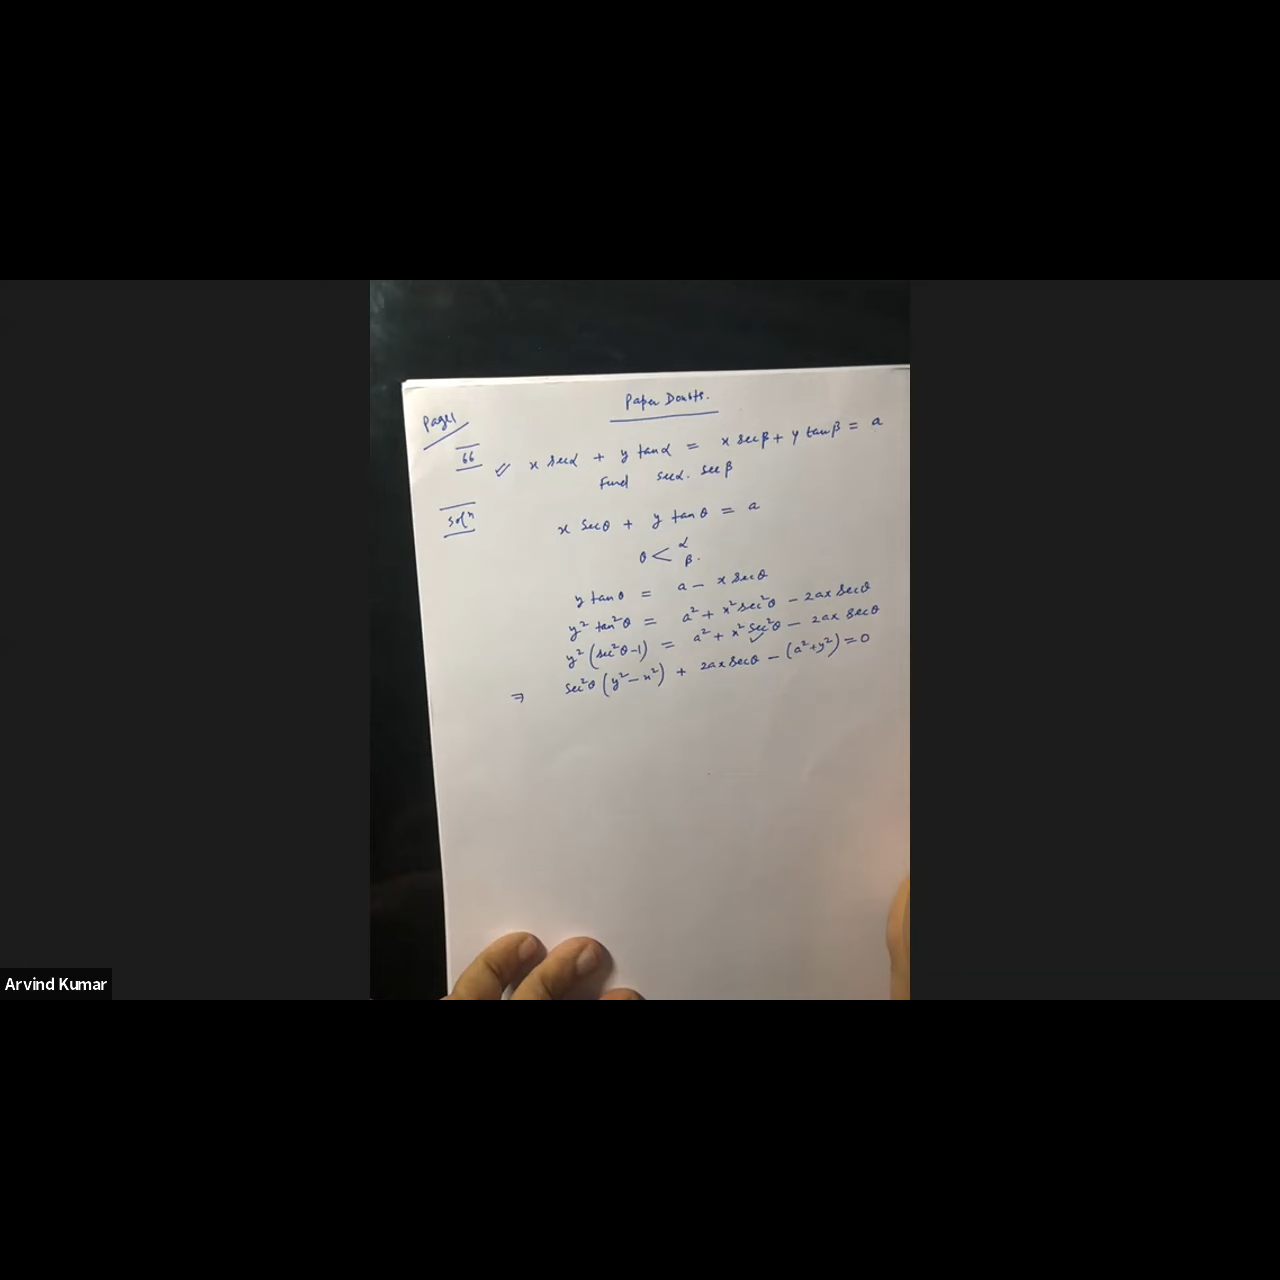 Paper Doubts.
Page1
66 x secα + y tanα = x secβ + y tanβ = a
Find secα. secβ
Solⁿ x secθ + y tanθ = a
θ < α
β.
y tanθ = a - x secθ
y² tan²θ = a² + x² sec²θ - 2ax secθ
y² (sec²θ-1) = a² + x² sec²θ - 2ax secθ
⇒ sec²θ (y² - x²) + 2ax secθ - (a²+y²) = 0
Arvind Kumar